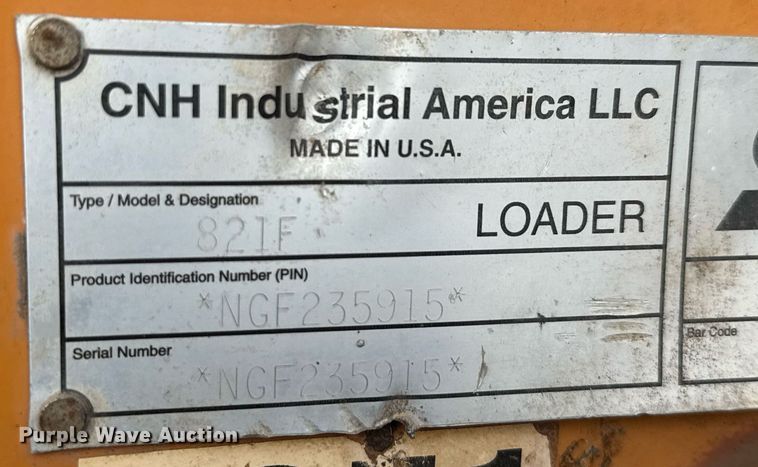 CNH Industrial America LLC
MADE IN U.S.A.
Type / Model & Designation
821F
LOADER
Product Identification Number (PIN)
*NGF235915*
Serial Number
*NGF235915*
Bar Code
Purple Wave Auction